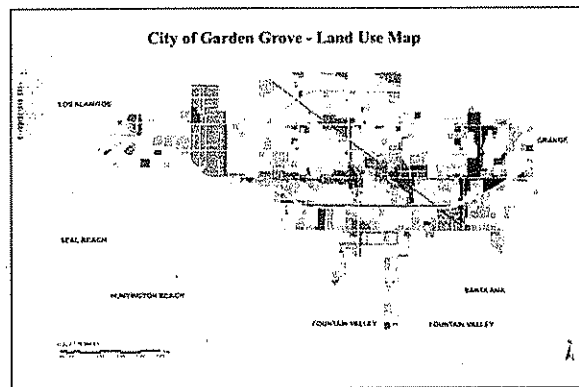 City of Garden Grove - Land Use Map
LOS ALAMITOS
ORANGE
SEAL BEACH
HUNTINGTON BEACH
SANTA ANA
FOUNTAIN VALLEY
FOUNTAIN VALLEY